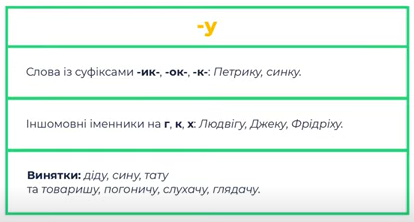 -у
Слова із суфіксами -ик-, -ок-, -к-: Петрику, синку.
Іншомовні іменники на г, к, х: Людвігу, Джеку, Фрідріху.
Винятки: діду, сину, тату
та товаришу, погоничу, слухачу, глядачу.